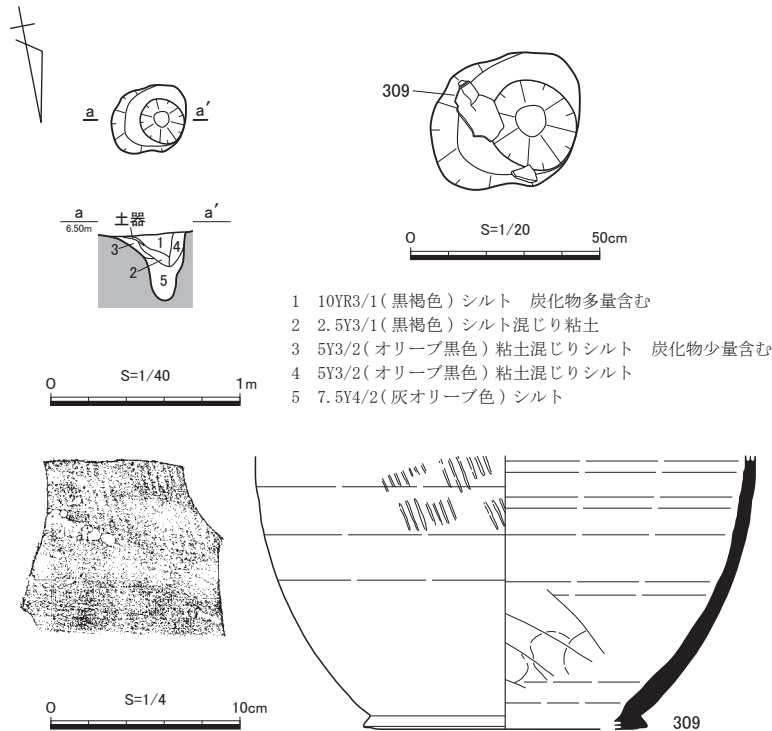 a a′
309
a 土器 a′
6.50m
1
4
3
2
5
S=1/20
0 50cm
1 10YR3/1(黒褐色)シルト 炭化物多量含む
2 2.5Y3/1(黒褐色)シルト混じり粘土
3 5Y3/2(オリーブ黒色)粘土混じりシルト 炭化物少量含む
4 5Y3/2(オリーブ黒色)粘土混じりシルト
5 7.5Y4/2(灰オリーブ色)シルト
S=1/40
0 1m
S=1/4
0 10cm
309